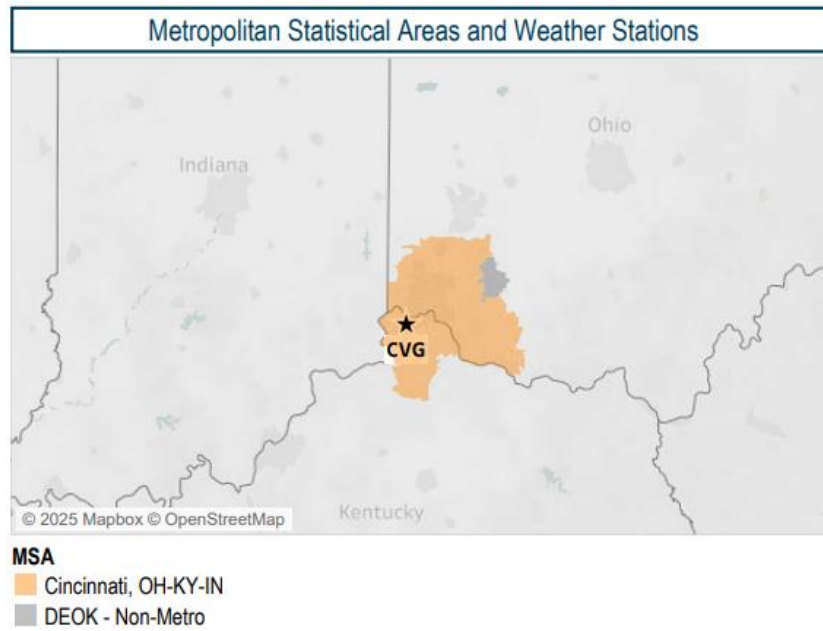 Metropolitan Statistical Areas and Weather Stations
Ohio
Indiana
CVG
Kentucky
© 2025 Mapbox © OpenStreetMap
MSA
Cincinnati, OH-KY-IN
DEOK - Non-Metro